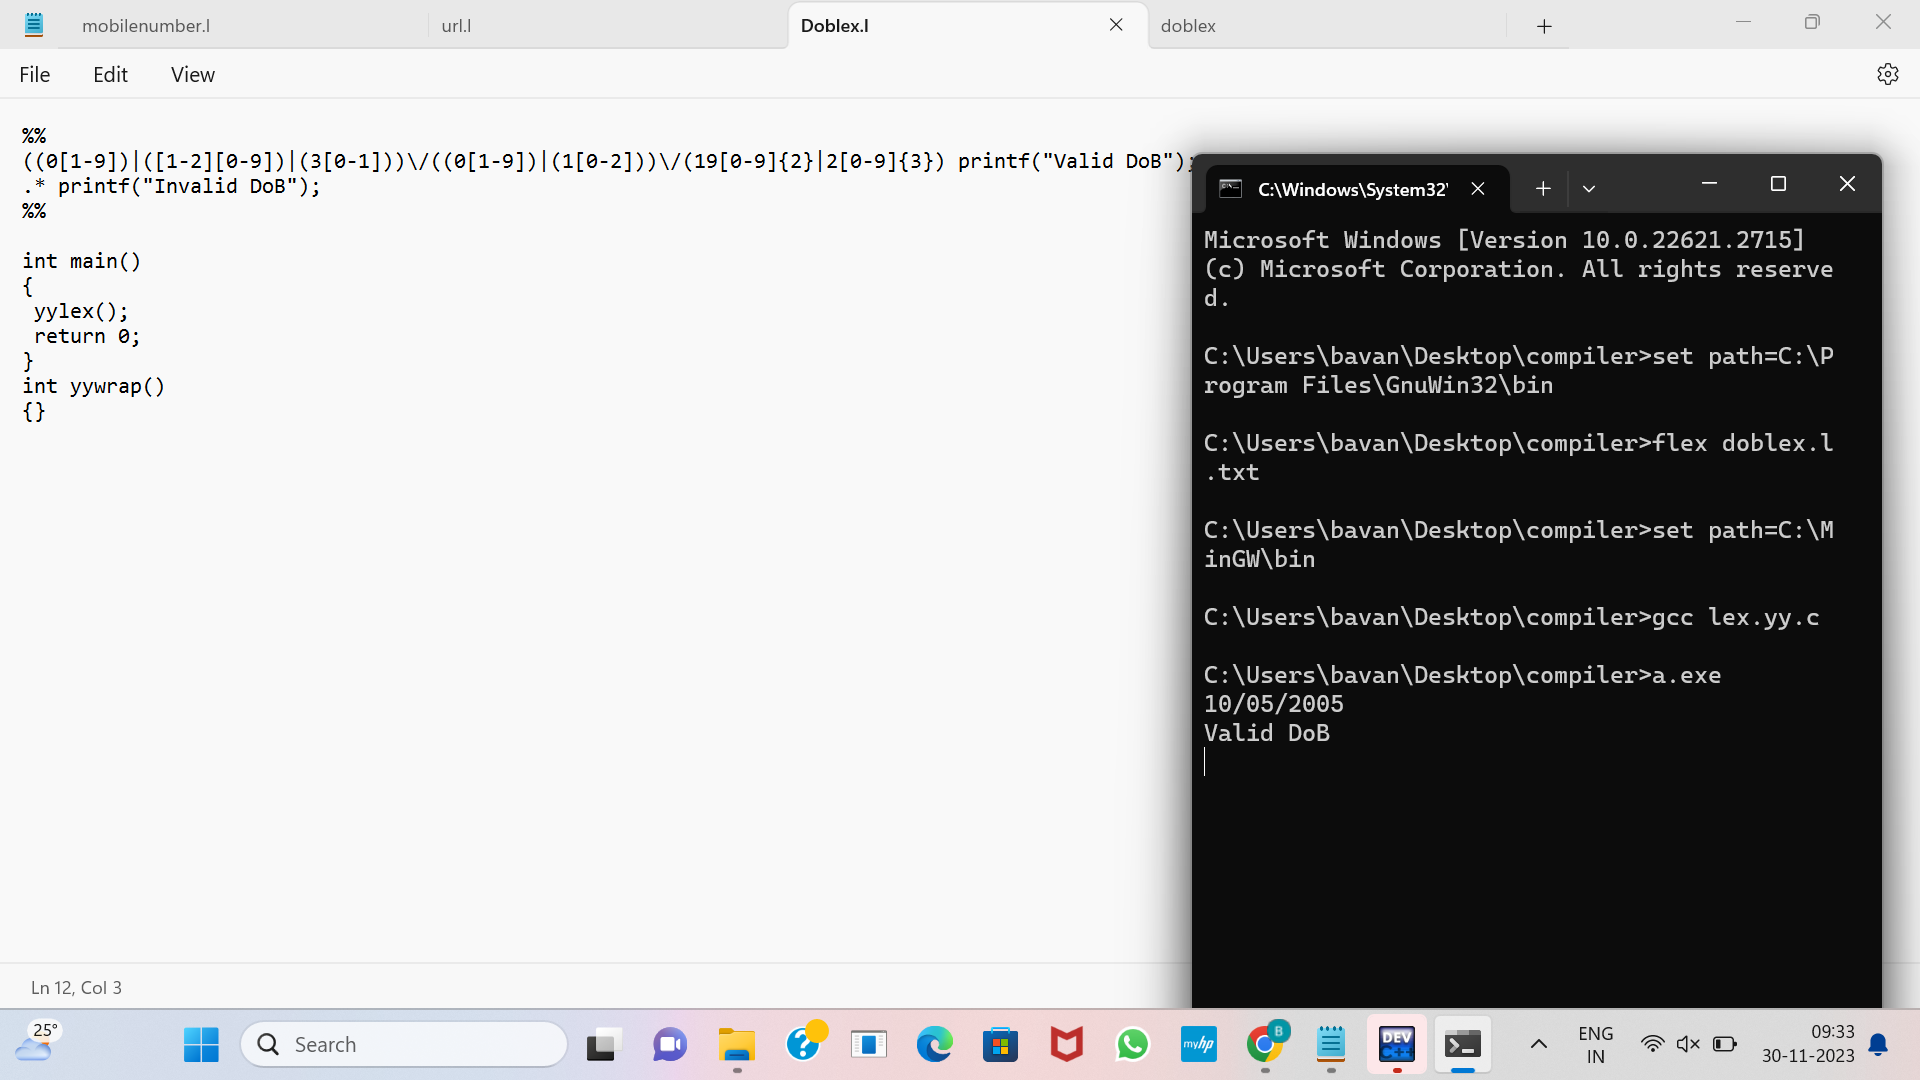 mobilenumber.l
url.l
Doblex.l
doblex
File
Edit
View
%%
((0[1-9])|([1-2][0-9])|(3[0-1]))\/((0[1-9])|(1[0-2]))\/(19[0-9]{2}|2[0-9]{3}) printf("Valid DoB");
.* printf("Invalid DoB");
%%
int main()
{
yylex();
return 0;
}
int yywrap()
{}
C:\Windows\System32\
Microsoft Windows [Version 10.0.22621.2715]
(c) Microsoft Corporation. All rights reserve
d.
C:\Users\bavan\Desktop\compiler>set path=C:\P
rogram Files\GnuWin32\bin
C:\Users\bavan\Desktop\compiler>flex doblex.l
.txt
C:\Users\bavan\Desktop\compiler>set path=C:\M
inGW\bin
C:\Users\bavan\Desktop\compiler>gcc lex.yy.c
C:\Users\bavan\Desktop\compiler>a.exe
10/05/2005
Valid DoB
Ln 12, Col 3
25°
Search
myhp
B
DEV
C++
ENG
IN
09:33
30-11-2023